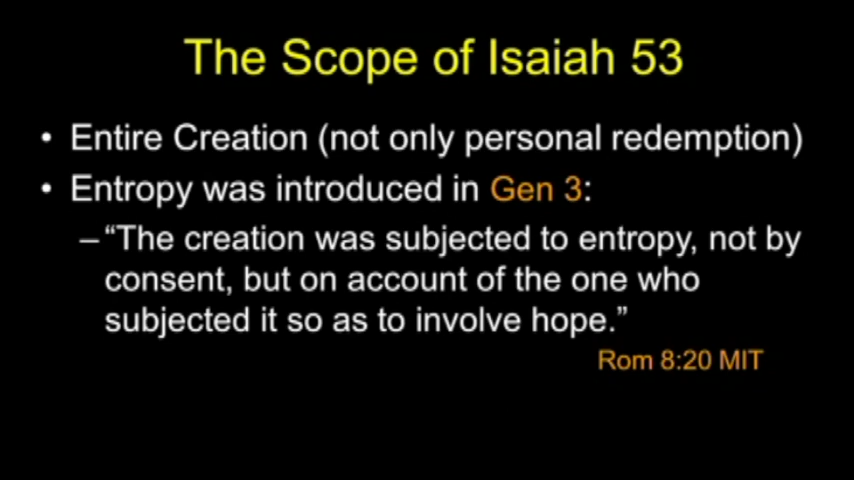 The Scope of Isaiah 53
• Entire Creation (not only personal redemption)
• Entropy was introduced in Gen 3:
– “The creation was subjected to entropy, not by
consent, but on account of the one who
subjected it so as to involve hope.”
Rom 8:20 MIT